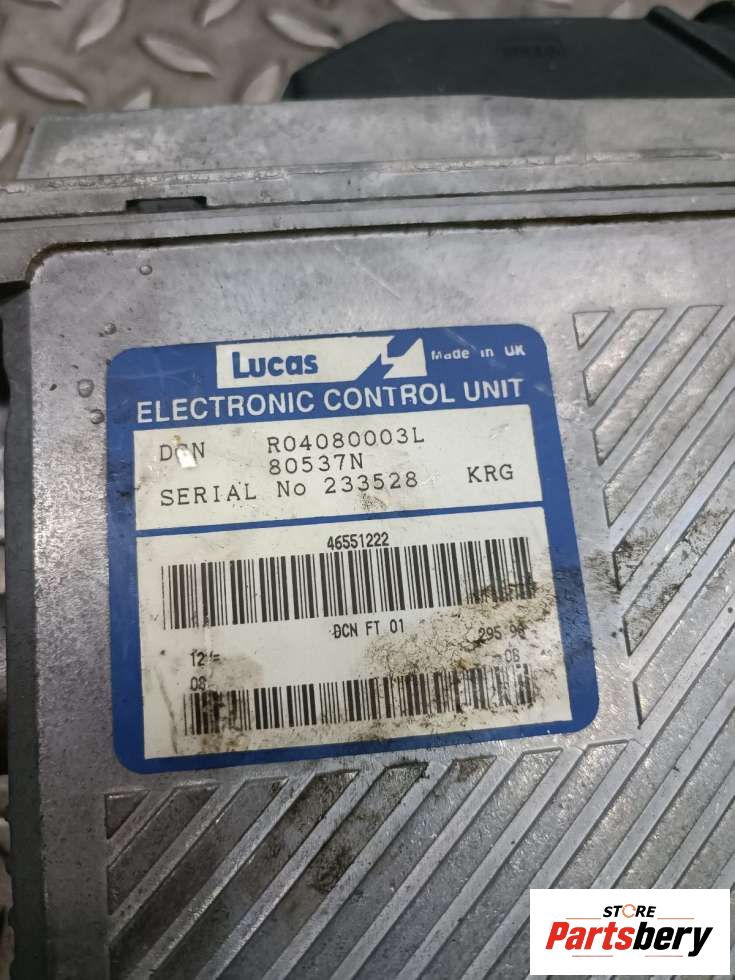 Lucas Made in UK
ELECTRONIC CONTROL UNIT
DCN R04080003L
80537N
SERIAL No 233528 KRG
46551222
DCN FT 01
STORE
Partsbery